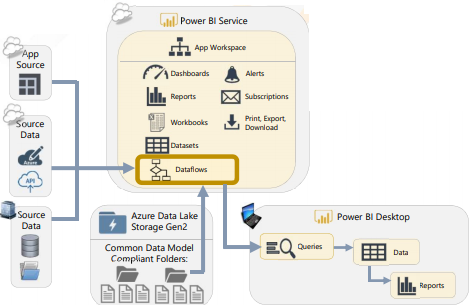 Power BI Service
App Workspace
App
Source
Dashboards
Alerts
Reports
Subscriptions
Workbooks
Print, Export,
Download
Datasets
Dataflows
Source
Data
Azure
API
Source
Data
Azure Data Lake
Storage Gen2
Common Data Model
Compliant Folders:
Power BI Desktop
Queries
Data
Reports